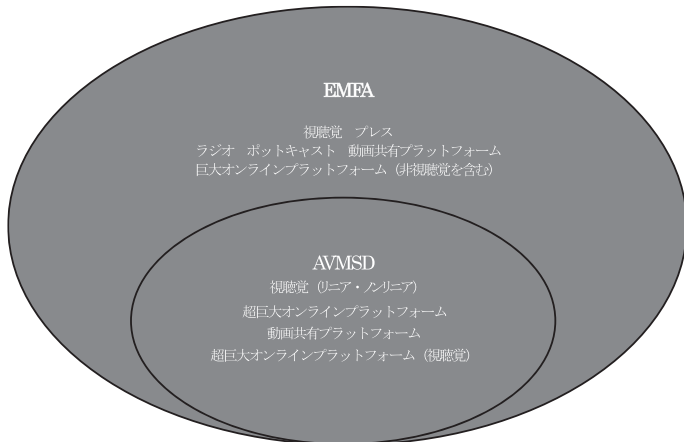 EMFA
視聴覚　プレス
ラジオ　ポットキャスト　動画共有プラットフォーム
巨大オンラインプラットフォーム（非視聴覚を含む）
AVMSD
視聴覚（リニア・ノンリニア）
超巨大オンラインプラットフォーム
動画共有プラットフォーム
超巨大オンラインプラットフォーム（視聴覚）